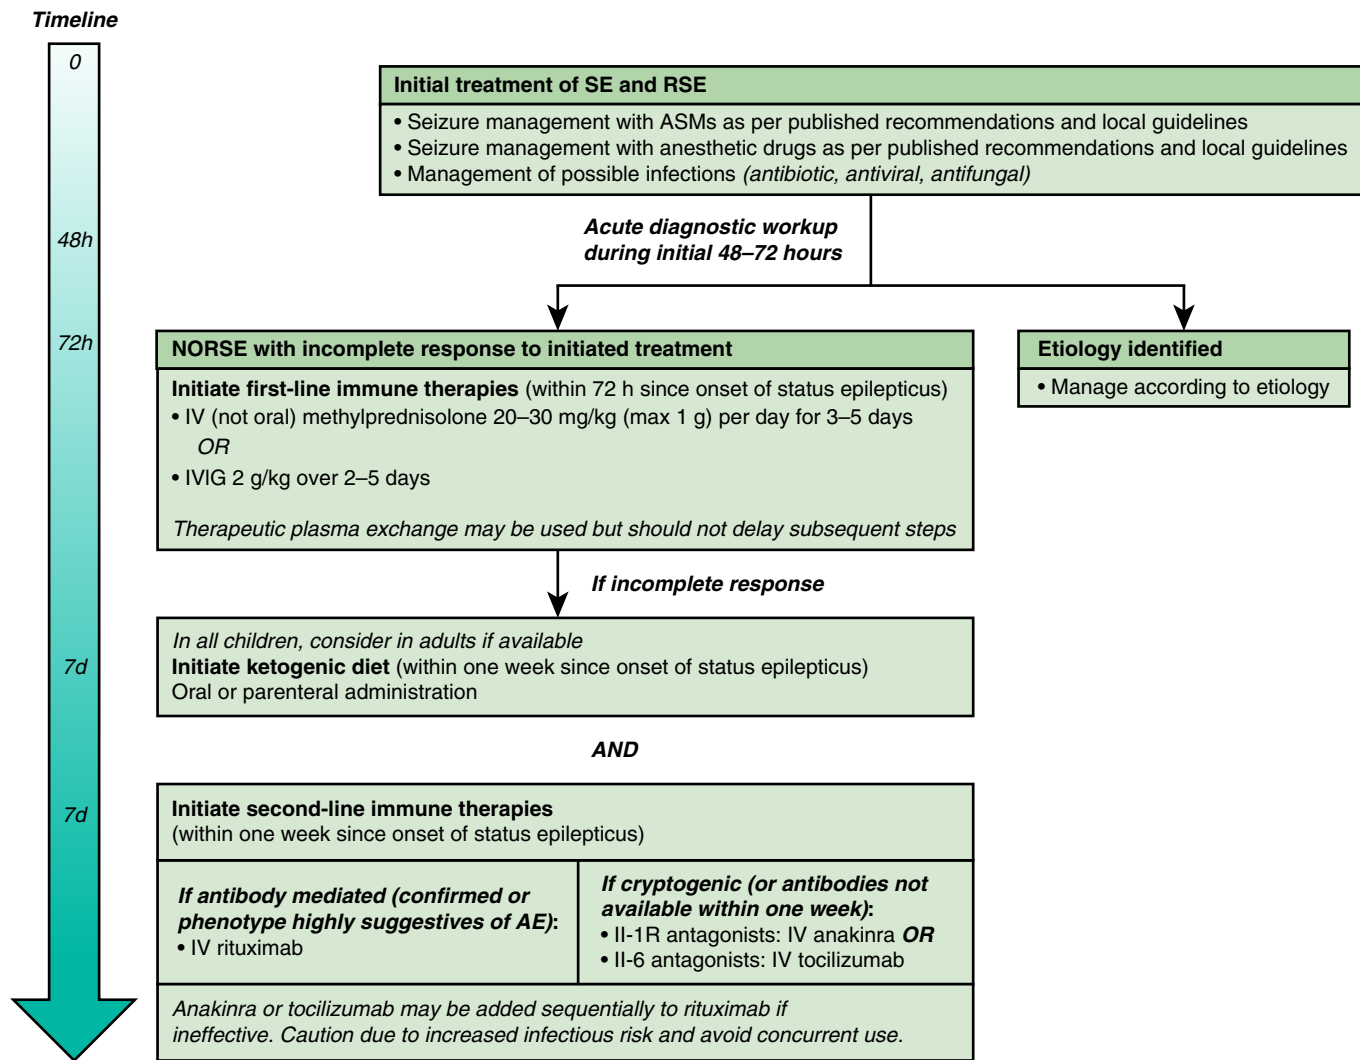 Timeline
0
48h
72h
7d
7d
Initial treatment of SE and RSE
• Seizure management with ASMs as per published recommendations and local guidelines
• Seizure management with anesthetic drugs as per published recommendations and local guidelines
• Management of possible infections (antibiotic, antiviral, antifungal)
Acute diagnostic workup
during initial 48–72 hours
NORSE with incomplete response to initiated treatment
Initiate first-line immune therapies (within 72 h since onset of status epilepticus)
• IV (not oral) methylprednisolone 20–30 mg/kg (max 1 g) per day for 3–5 days
OR
• IVIG 2 g/kg over 2–5 days
Therapeutic plasma exchange may be used but should not delay subsequent steps
Etiology identified
• Manage according to etiology
If incomplete response
In all children, consider in adults if available
Initiate ketogenic diet (within one week since onset of status epilepticus)
Oral or parenteral administration
AND
Initiate second-line immune therapies
(within one week since onset of status epilepticus)
If antibody mediated (confirmed or
phenotype highly suggestives of AE):
• IV rituximab
If cryptogenic (or antibodies not
available within one week):
• II-1R antagonists: IV anakinra OR
• II-6 antagonists: IV tocilizumab
Anakinra or tocilizumab may be added sequentially to rituximab if
ineffective. Caution due to increased infectious risk and avoid concurrent use.